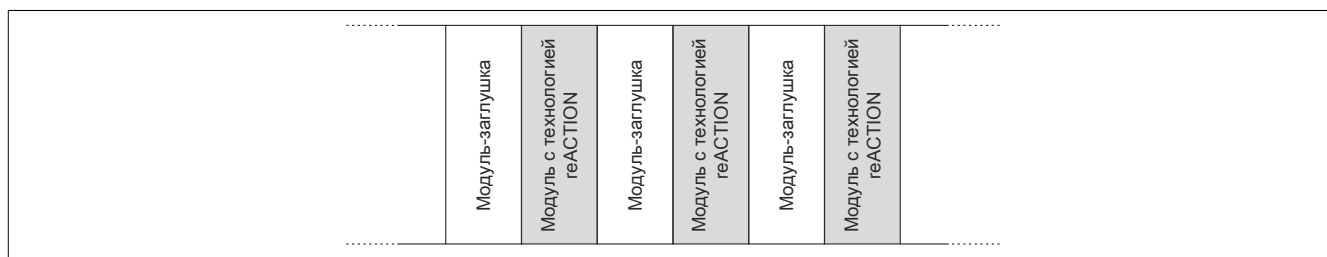 Модуль-заглушка
Модуль с технологией
reACTION
Модуль-заглушка
Модуль с технологией
reACTION
Модуль-заглушка
Модуль с технологией
reACTION